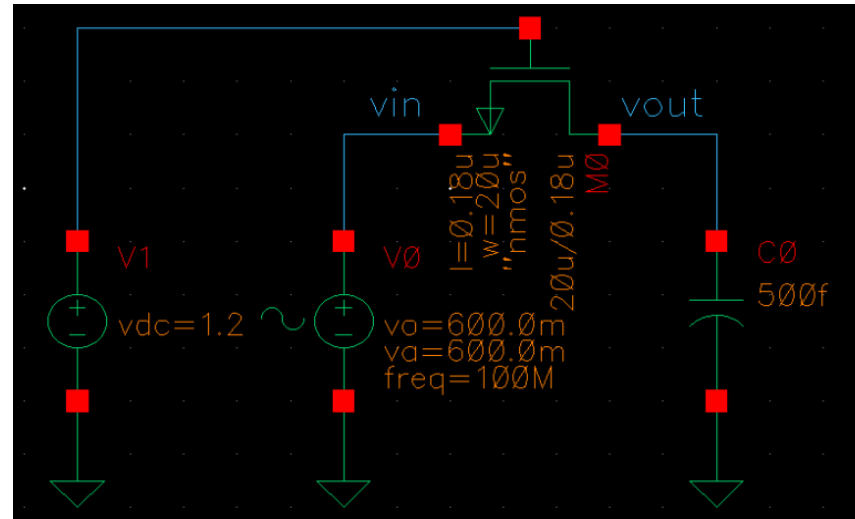 vin
vout
l=0.18u
w=20u
"nmos"
20u/0.18u
M0
V1
vdc=1.2
V0
vo=600.0m
va=600.0m
freq=100M
C0
500f